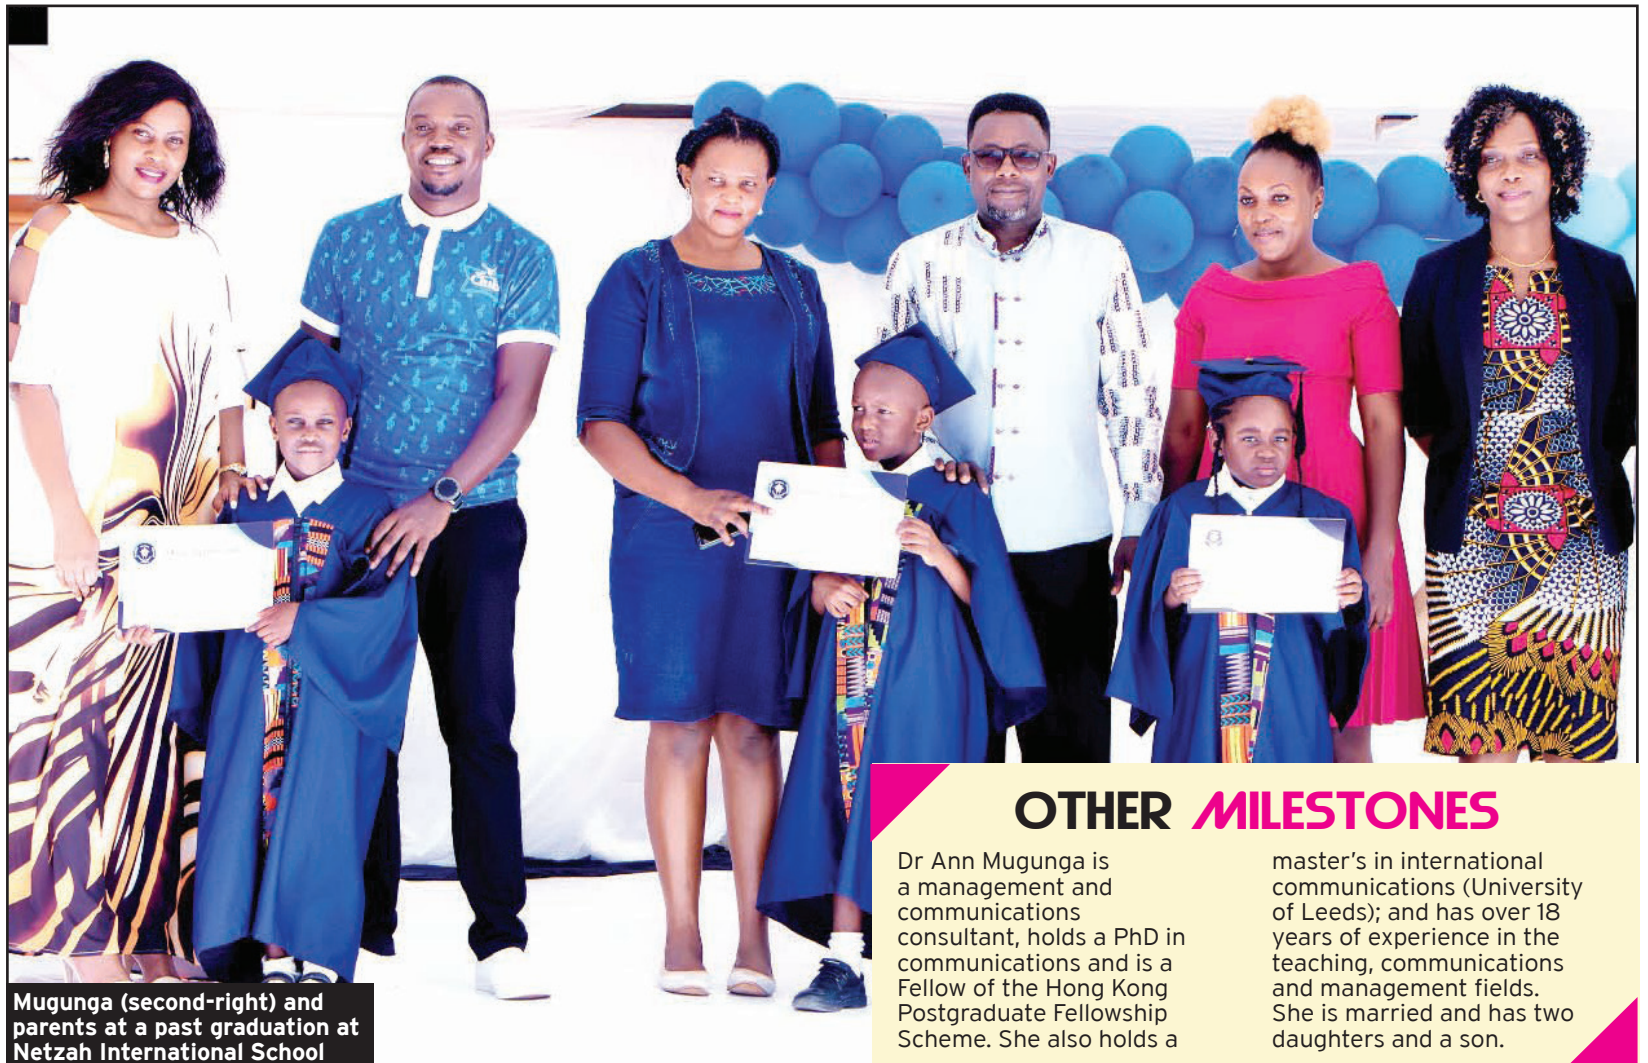 Mugunga (second-right) and
parents at a past graduation at
Netzah International School
OTHER MILESTONES
Dr Ann Mugunga is
a management and
communications
consultant, holds a PhD in
communications and is a
Fellow of the Hong Kong
Postgraduate Fellowship
Scheme. She also holds a
master’s in international
communications (University
of Leeds); and has over 18
years of experience in the
teaching, communications
and management fields.
She is married and has two
daughters and a son.